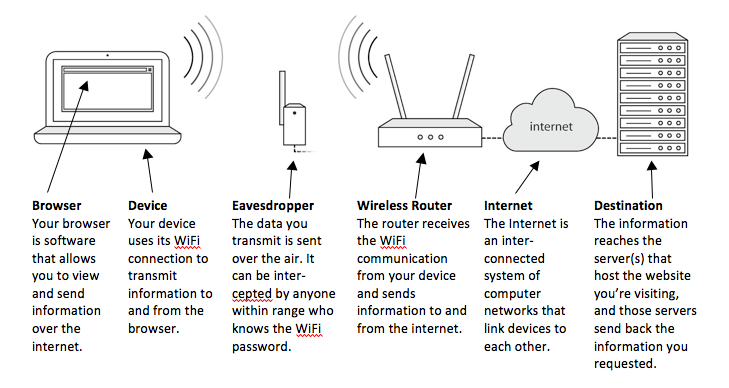 internet
Browser
Your browser
is software
that allows
you to view
and send
information
over the
internet.
Device
Your device
uses its WiFi
connection to
transmit
information to
and from the
browser.
Eavesdropper
The data you
transmit is sent
over the air. It
can be inter-
cepted by anyone
within range who
knows the WiFi
password.
Wireless Router
The router receives
the WiFi
communication
from your device
and sends
information to and
from the internet.
Internet
The Internet is
an inter-
connected
system of
computer
networks that
link devices to
each other.
Destination
The information
reaches the
server(s) that
host the website
you’re visiting,
and those servers
send back the
information you
requested.